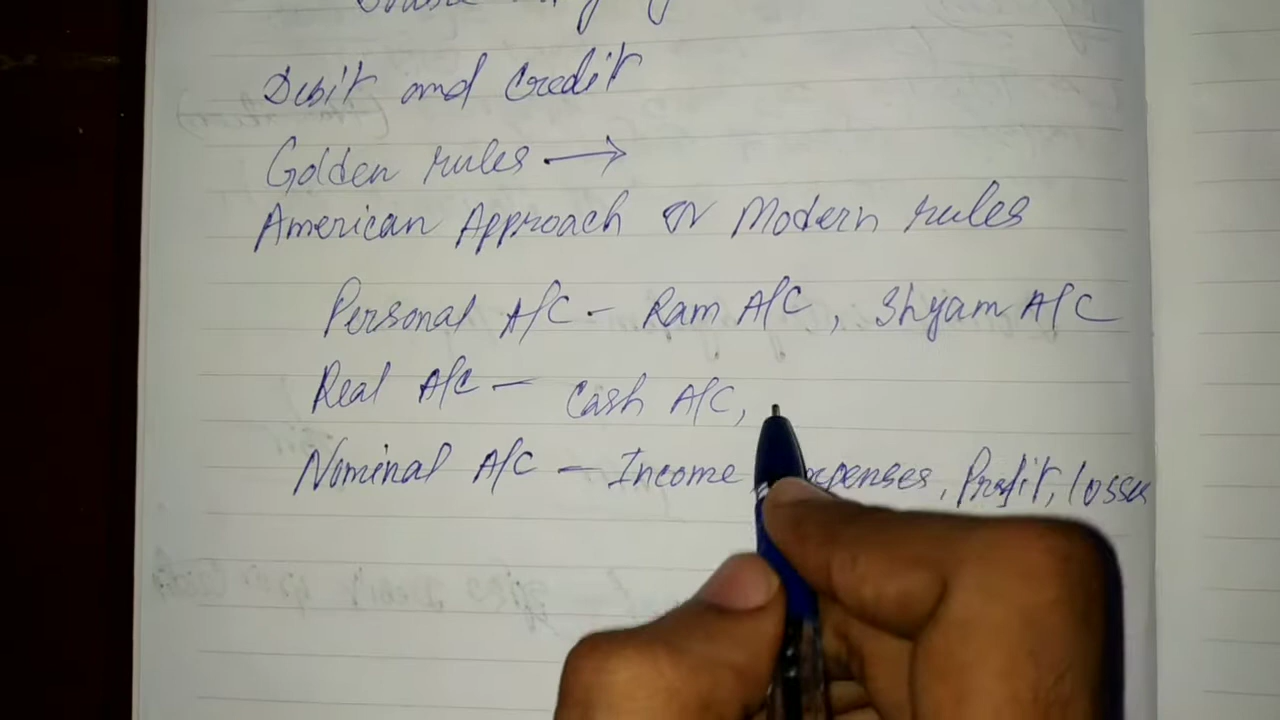 Debit and Credit
Golden rules →
American Approach or Modern rules
Personal A/C - Ram A/C, Shyam A/C
Real A/C - Cash A/C,
Nominal A/C - Income Expenses, Profit, losses